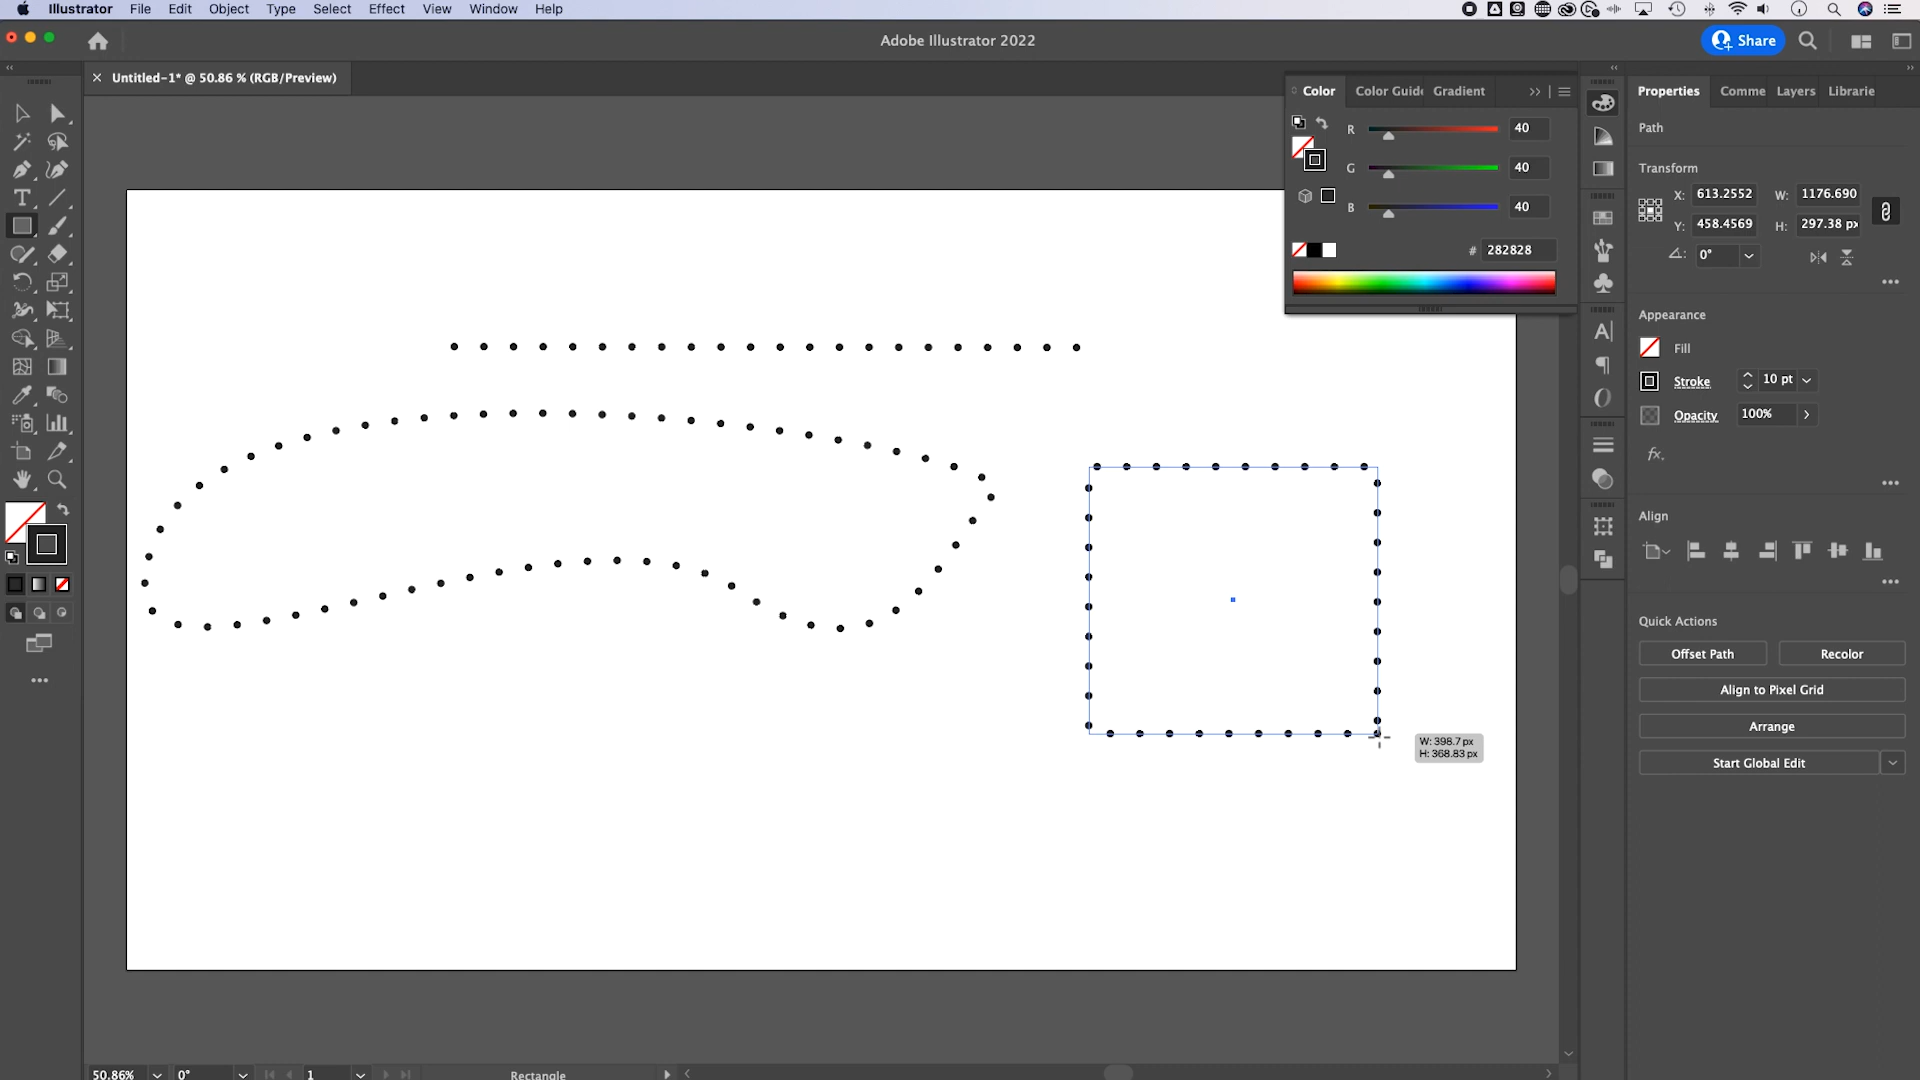 Illustrator File Edit Object Type Select Effect View Window Help
Adobe Illustrator 2022
Share
Untitled-1* @ 50.86 % (RGB/Preview)
Color Color Guide Gradient
R 40
G 40
B 40
# 282828
Properties Comme Layers Librarie
Path
Transform
X: 613.2552 W: 1176.690
Y: 458.4569 H: 297.38 px
0°
Appearance
Fill
Stroke 10 pt
Opacity 100%
fx.
Align
Quick Actions
Offset Path Recolor
Align to Pixel Grid
Arrange
Start Global Edit
W: 398.7 px
H: 368.83 px
50.86% 0° 1 Rectangle